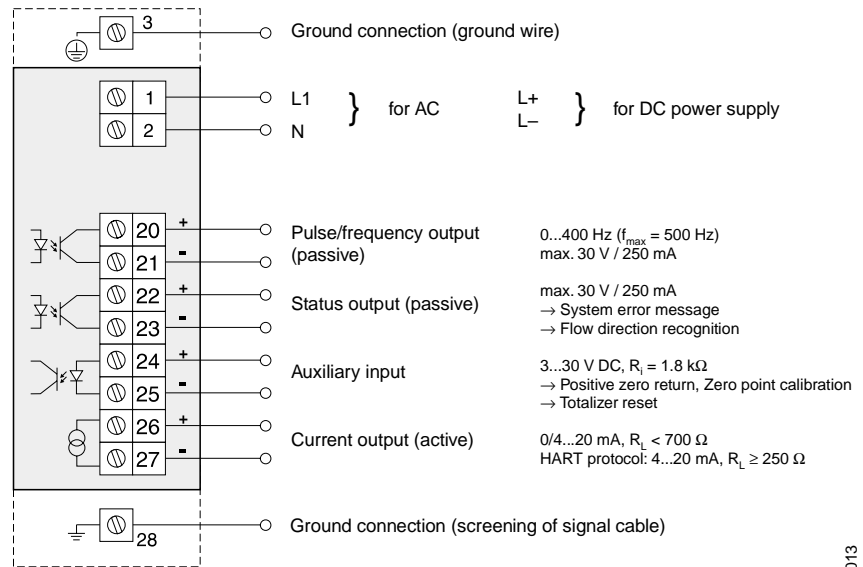 3 Ground connection (ground wire)
1 L1 } for AC L+ } for DC power supply
2 N L–
20 + Pulse/frequency output 0...400 Hz (fmax = 500 Hz)
21 - (passive) max. 30 V / 250 mA
22 + Status output (passive) max. 30 V / 250 mA
→ System error message
23 - → Flow direction recognition
24 + Auxiliary input 3...30 V DC, Ri = 1.8 kΩ
→ Positive zero return, Zero point calibration
25 - → Totalizer reset
26 + Current output (active) 0/4...20 mA, RL < 700 Ω
27 - HART protocol: 4...20 mA, RL ≥ 250 Ω
28 Ground connection (screening of signal cable)